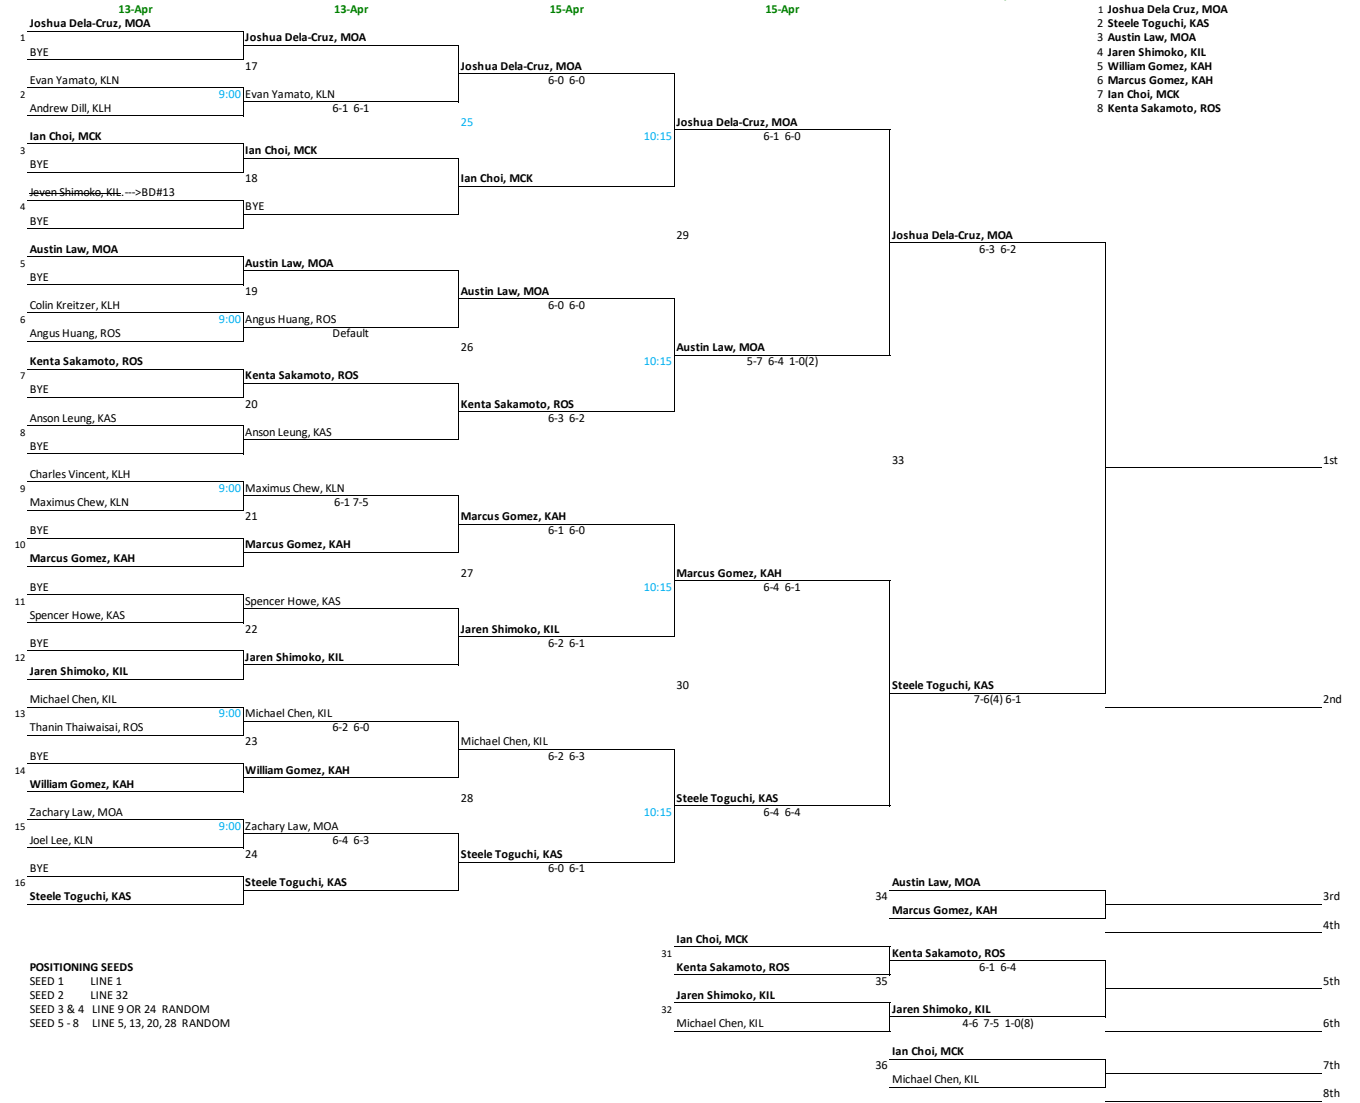 13-Apr 13-Apr 15-Apr 15-Apr
1 Joshua Dela Cruz, MOA
2 Steele Toguchi, KAS
3 Austin Law, MOA
4 Jaren Shimoko, KIL
5 William Gomez, KAH
6 Marcus Gomez, KAH
7 Ian Choi, MCK
8 Kenta Sakamoto, ROS
Joshua Dela-Cruz, MOA
1 Joshua Dela-Cruz, MOA
BYE
17 Joshua Dela-Cruz, MOA
Evan Yamato, KLN 6-0 6-0
2 9:00 Evan Yamato, KLN
Andrew Dill, KLH 6-1 6-1
25 Joshua Dela-Cruz, MOA
Ian Choi, MCK 10:15 6-1 6-0
3 Ian Choi, MCK
BYE
18 Ian Choi, MCK
Jeven Shimoko, KIL.--->BD#13
4 BYE
BYE
29 Joshua Dela-Cruz, MOA
Austin Law, MOA 6-3 6-2
5 Austin Law, MOA
BYE
19 Austin Law, MOA
Colin Kreitzer, KLH 6-0 6-0
6 9:00 Angus Huang, ROS
Angus Huang, ROS Default
26 Austin Law, MOA
Kenta Sakamoto, ROS 10:15 5-7 6-4 1-0(2)
7 Kenta Sakamoto, ROS
BYE
20 Kenta Sakamoto, ROS
Anson Leung, KAS 6-3 6-2
8 Anson Leung, KAS
BYE
33 1st
Charles Vincent, KLH
9 9:00 Maximus Chew, KLN
Maximus Chew, KLN 6-1 7-5
21 Marcus Gomez, KAH
BYE 6-1 6-0
10 Marcus Gomez, KAH
Marcus Gomez, KAH
27 Marcus Gomez, KAH
BYE 10:15 6-4 6-1
11 Spencer Howe, KAS
Spencer Howe, KAS
22 Jaren Shimoko, KIL
BYE 6-2 6-1
12 Jaren Shimoko, KIL
Jaren Shimoko, KIL
30 Steele Toguchi, KAS
Michael Chen, KIL 7-6(4) 6-1 2nd
13 9:00 Michael Chen, KIL
Thanin Thaiwaisai, ROS 6-2 6-0
23 Michael Chen, KIL
BYE 6-2 6-3
14 William Gomez, KAH
William Gomez, KAH
28 Steele Toguchi, KAS
Zachary Law, MOA 10:15 6-4 6-4
15 9:00 Zachary Law, MOA
Joel Lee, KLN 6-4 6-3
24 Steele Toguchi, KAS
BYE 6-0 6-1
16 Steele Toguchi, KAS
Steele Toguchi, KAS
Austin Law, MOA
34 3rd
Marcus Gomez, KAH
4th
Ian Choi, MCK
31 Kenta Sakamoto, ROS
Kenta Sakamoto, ROS 6-1 6-4
35 5th
Jaren Shimoko, KIL
32 Jaren Shimoko, KIL
Michael Chen, KIL 4-6 7-5 1-0(8) 6th
Ian Choi, MCK
36 7th
Michael Chen, KIL
8th
POSITIONING SEEDS
SEED 1 LINE 1
SEED 2 LINE 32
SEED 3 & 4 LINE 9 OR 24 RANDOM
SEED 5 - 8 LINE 5, 13, 20, 28 RANDOM